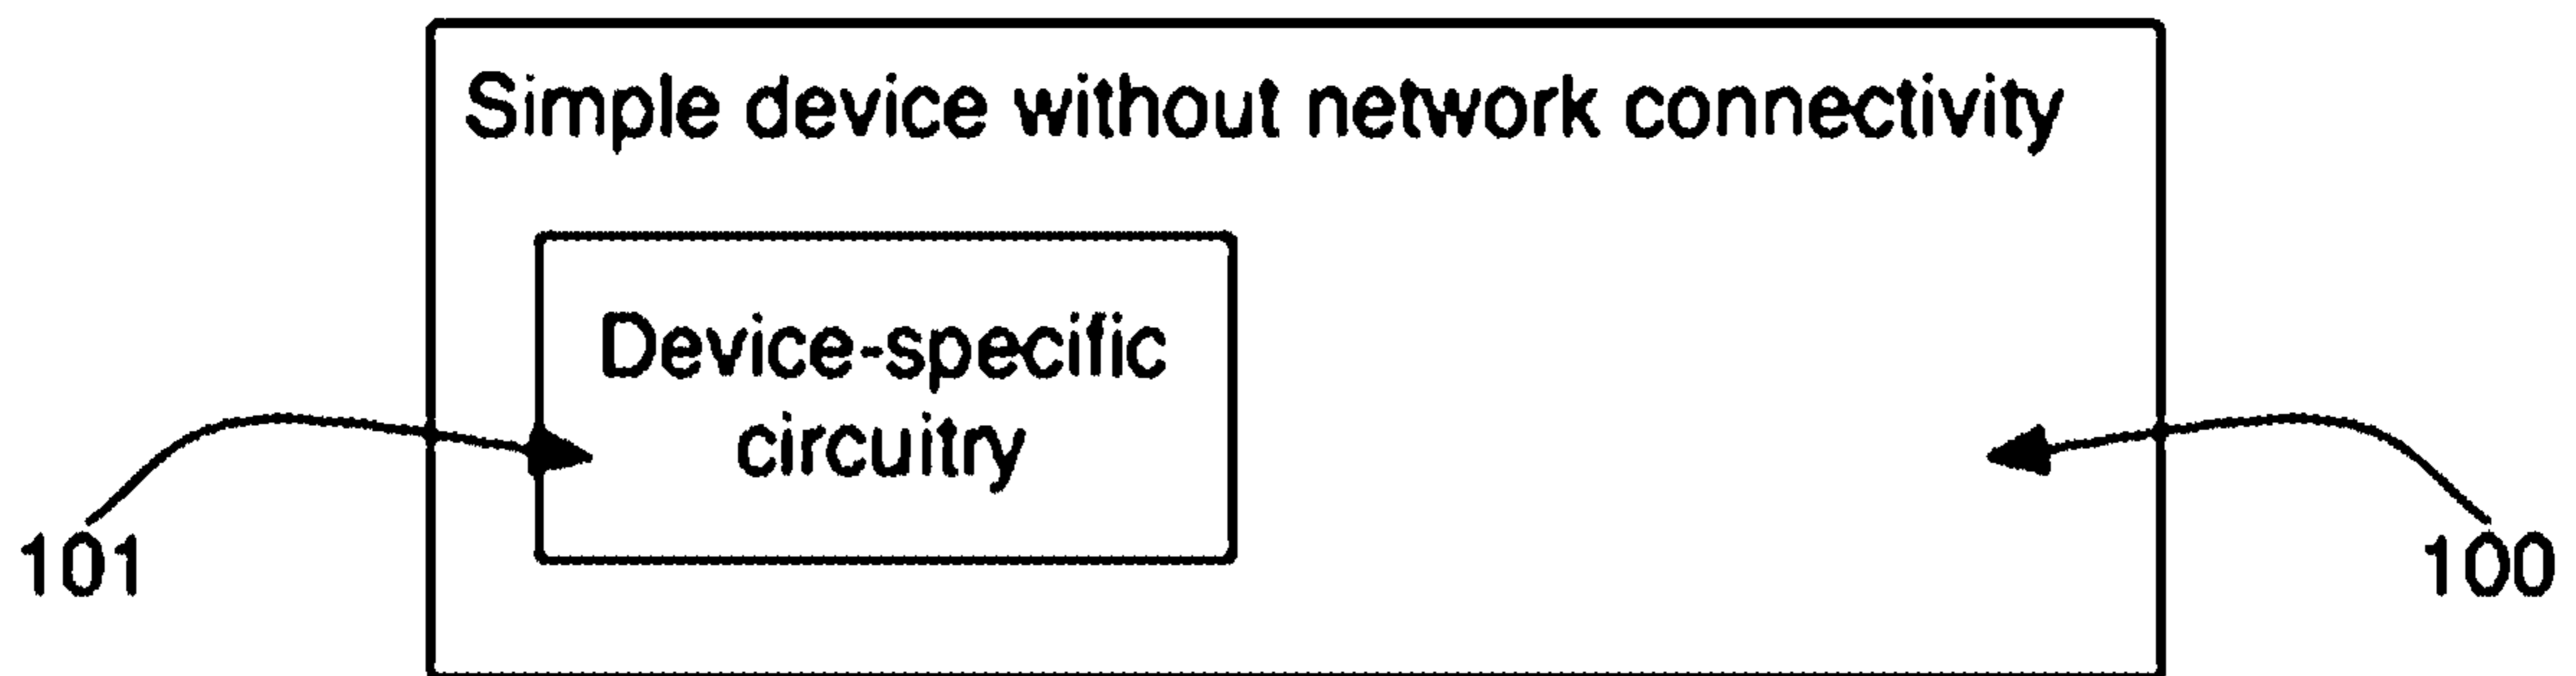 Simple device without network connectivity
Device-specific
circuitry
101
100